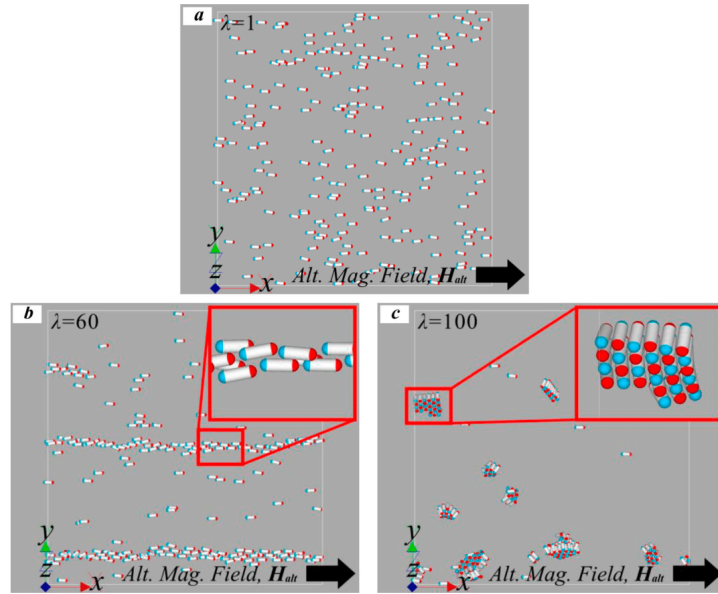 a
λ=1
y
z
x
Alt. Mag. Field, Halt
b
λ=60
y
z
x
Alt. Mag. Field, Halt
c
λ=100
y
z
x
Alt. Mag. Field, Halt